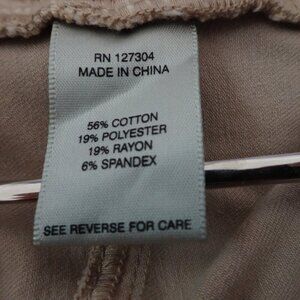 RN 127304
MADE IN CHINA
56% COTTON
19% POLYESTER
19% RAYON
6% SPANDEX
SEE REVERSE FOR CARE